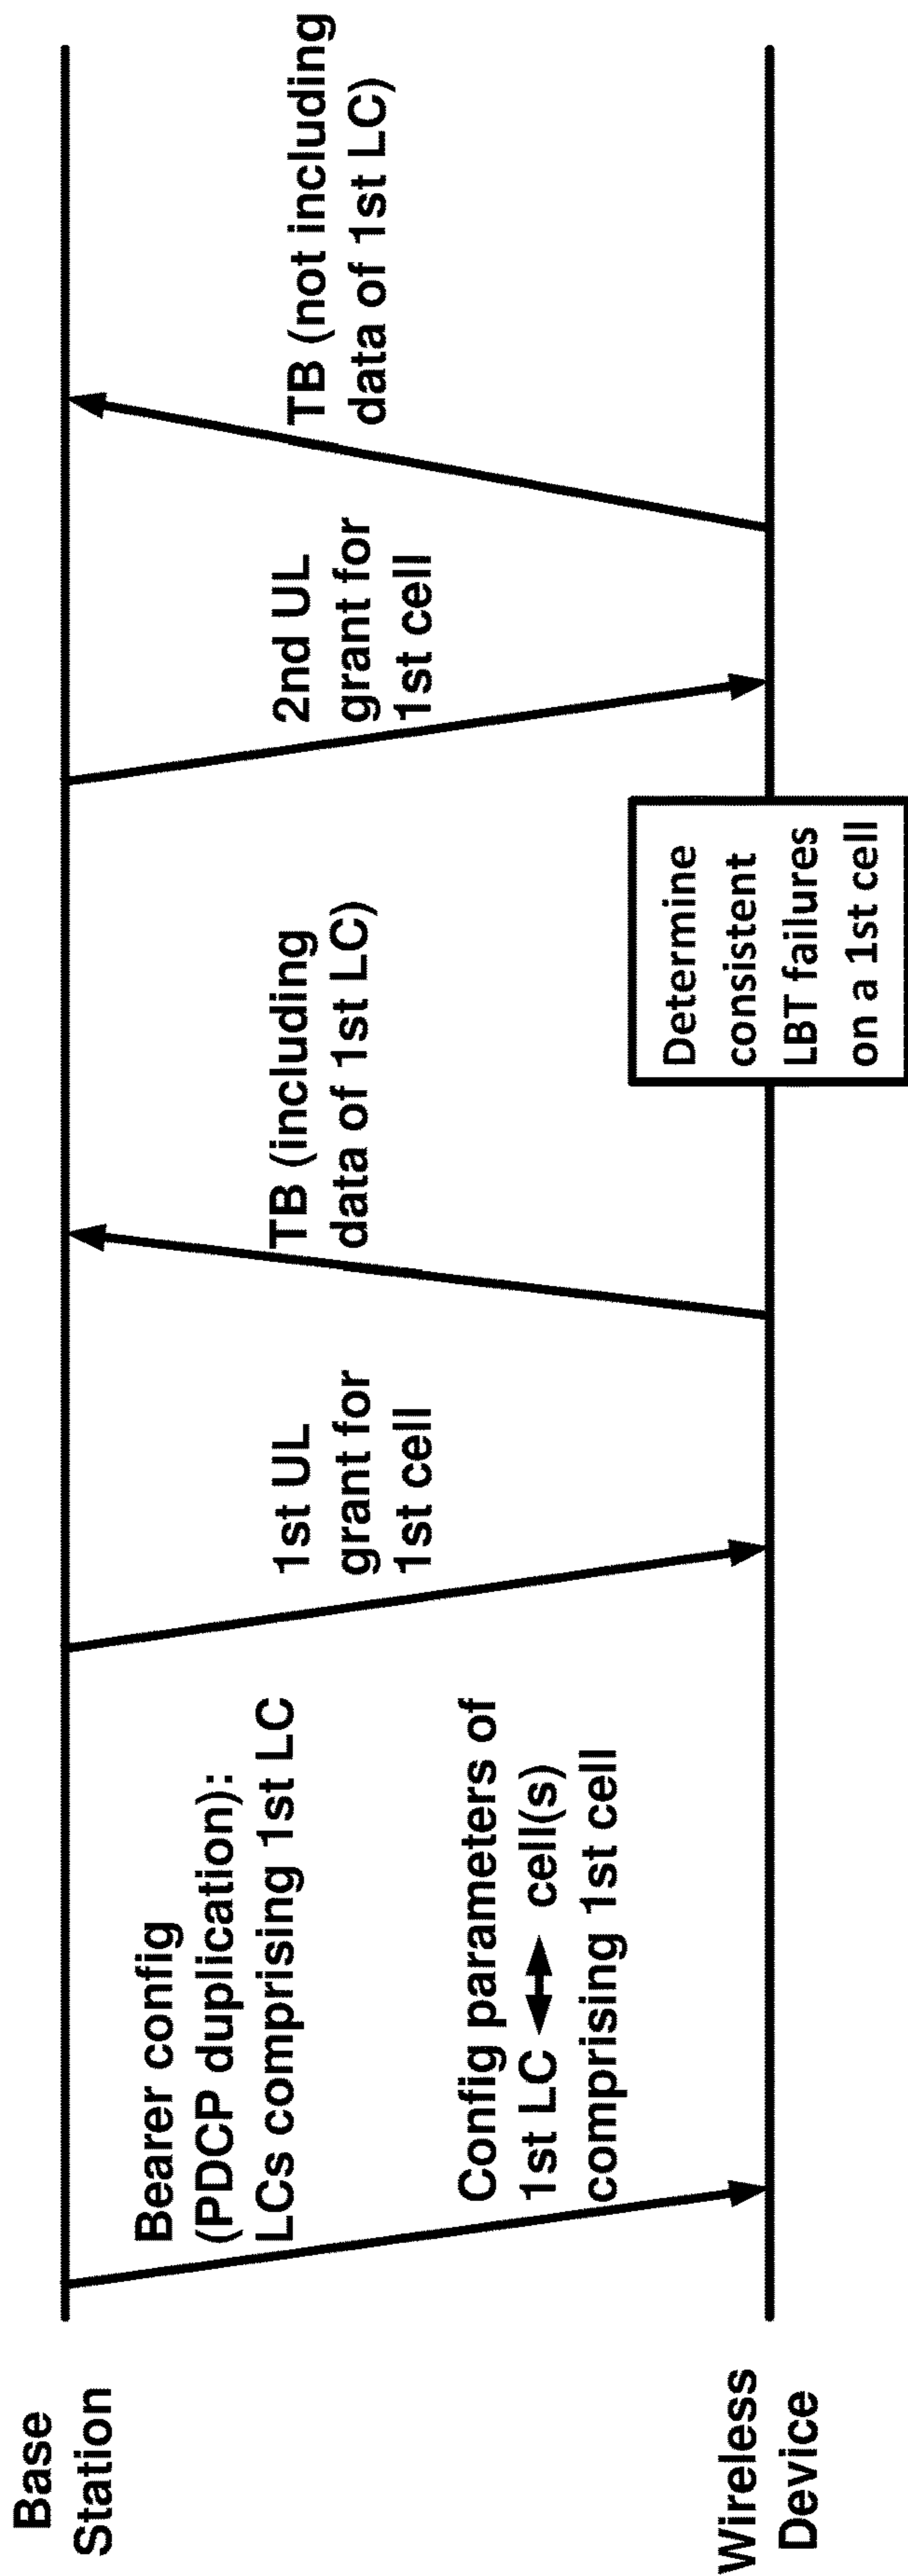 Base
Station
Wireless
Device
Bearer config
(PDCP duplication):
LCs comprising 1st LC
Config parameters of
1st LC ↔ cell(s)
comprising 1st cell
1st UL
grant for
1st cell
TB (including
data of 1st LC)
Determine
consistent
LBT failures
on a 1st cell
2nd UL
grant for
1st cell
TB (not including
data of 1st LC)